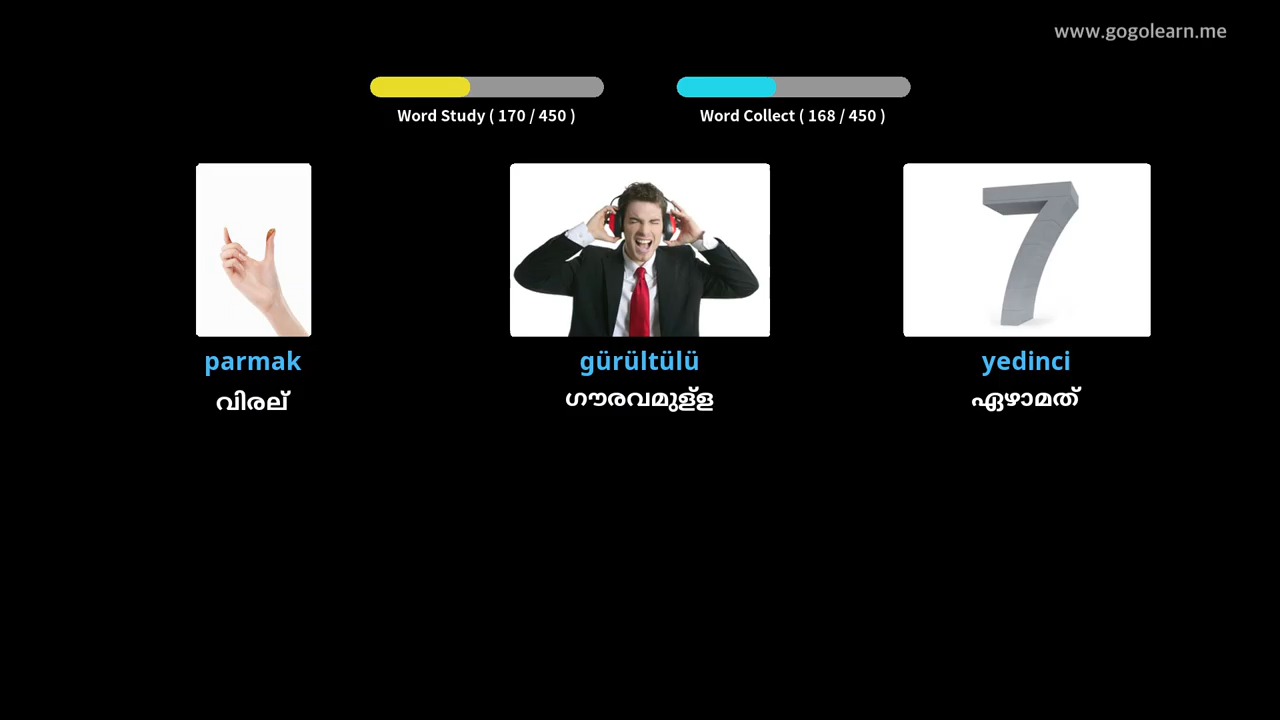 www.gogolearn.me
Word Study ( 170 / 450 )
Word Collect ( 168 / 450 )
parmak
gürültülü
yedinci
വിരല്
ഗൗരവമുള്ള
ഏഴാമത്